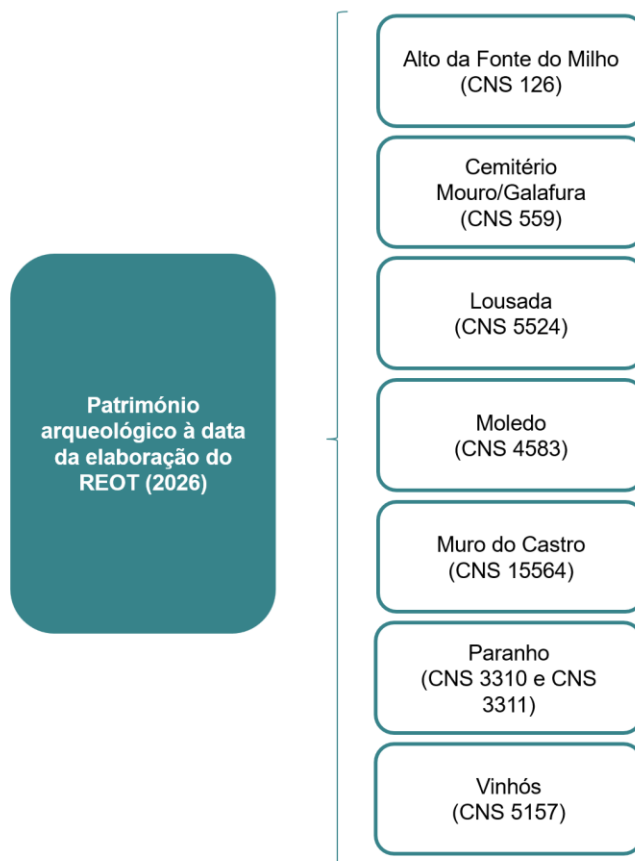 Património
arqueológico à data
da elaboração do
REOT (2026)
Alto da Fonte do Milho
(CNS 126)
Cemitério
Mouro/Galafura
(CNS 559)
Lousada
(CNS 5524)
Moledo
(CNS 4583)
Muro do Castro
(CNS 15564)
Paranho
(CNS 3310 e CNS
3311)
Vinhós
(CNS 5157)